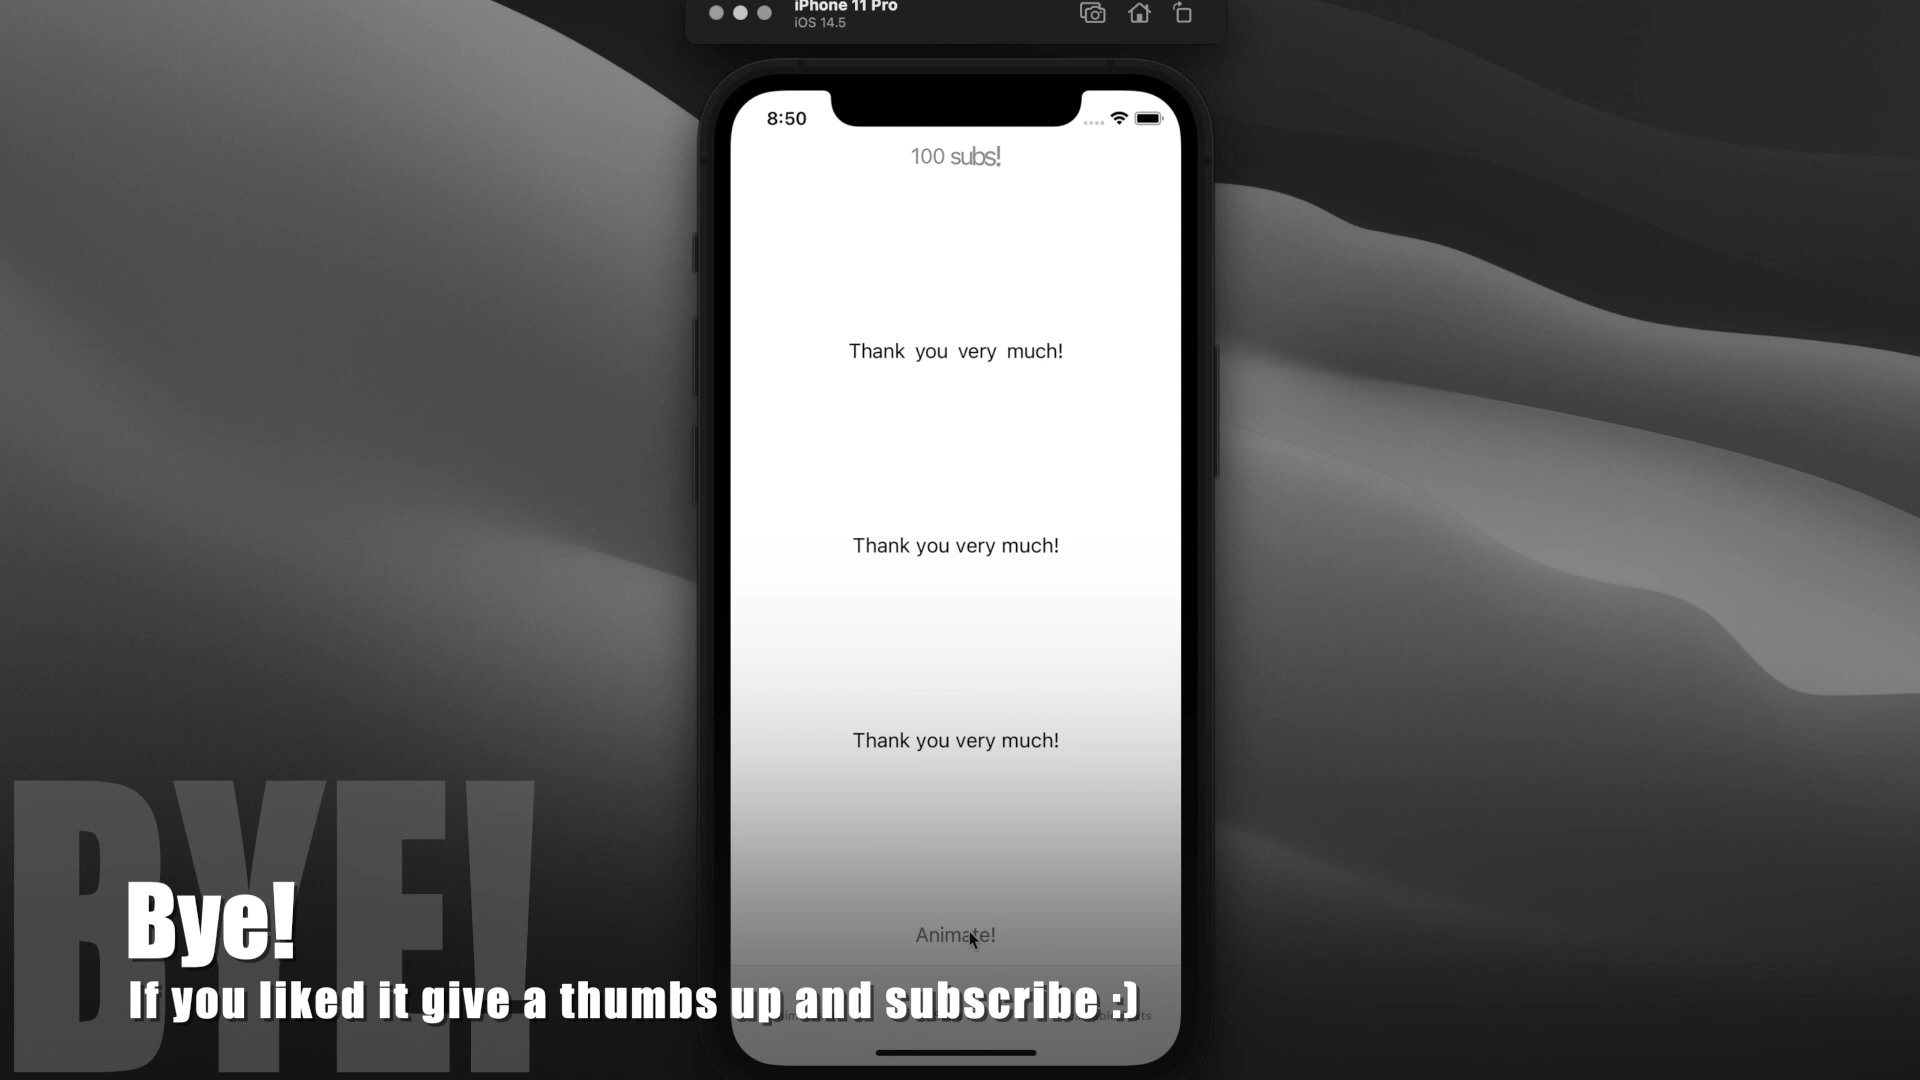 iPhone 11 Pro
iOS 14.5
8:50
100 subs!
Thank you very much!
Thank you very much!
Thank you very much!
Animate!
BYE!
Bye!
If you liked it give a thumbs up and subscribe :)